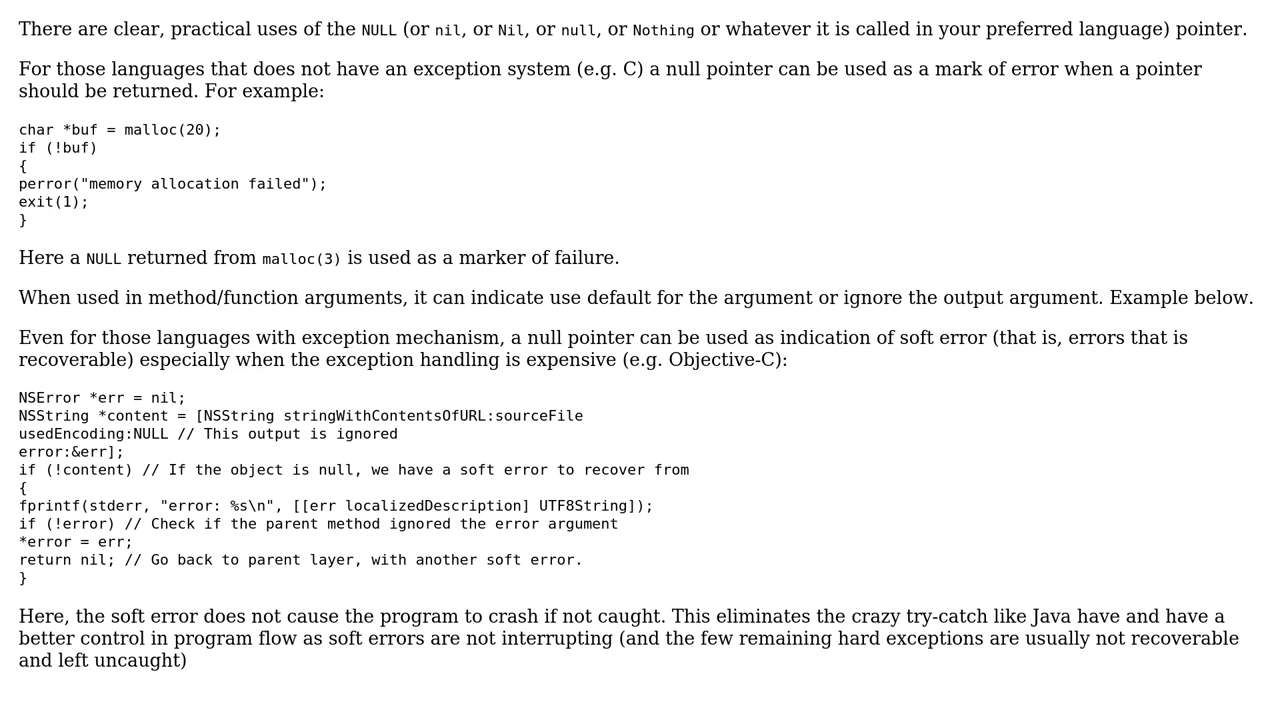 There are clear, practical uses of the NULL (or nil, or Nil, or null, or Nothing or whatever it is called in your preferred language) pointer.
For those languages that does not have an exception system (e.g. C) a null pointer can be used as a mark of error when a pointer
should be returned. For example:
char *buf = malloc(20);
if (!buf)
{
perror("memory allocation failed");
exit(1);
}
Here a NULL returned from malloc(3) is used as a marker of failure.
When used in method/function arguments, it can indicate use default for the argument or ignore the output argument. Example below.
Even for those languages with exception mechanism, a null pointer can be used as indication of soft error (that is, errors that is
recoverable) especially when the exception handling is expensive (e.g. Objective-C):
NSError *err = nil;
NSString *content = [NSString stringWithContentsOfURL:sourceFile
usedEncoding:NULL // This output is ignored
error:&err];
if (!content) // If the object is null, we have a soft error to recover from
{
fprintf(stderr, "error: %s\n", [[err localizedDescription] UTF8String]);
if (!error) // Check if the parent method ignored the error argument
*error = err;
return nil; // Go back to parent layer, with another soft error.
}
Here, the soft error does not cause the program to crash if not caught. This eliminates the crazy try-catch like Java have and have a
better control in program flow as soft errors are not interrupting (and the few remaining hard exceptions are usually not recoverable
and left uncaught)